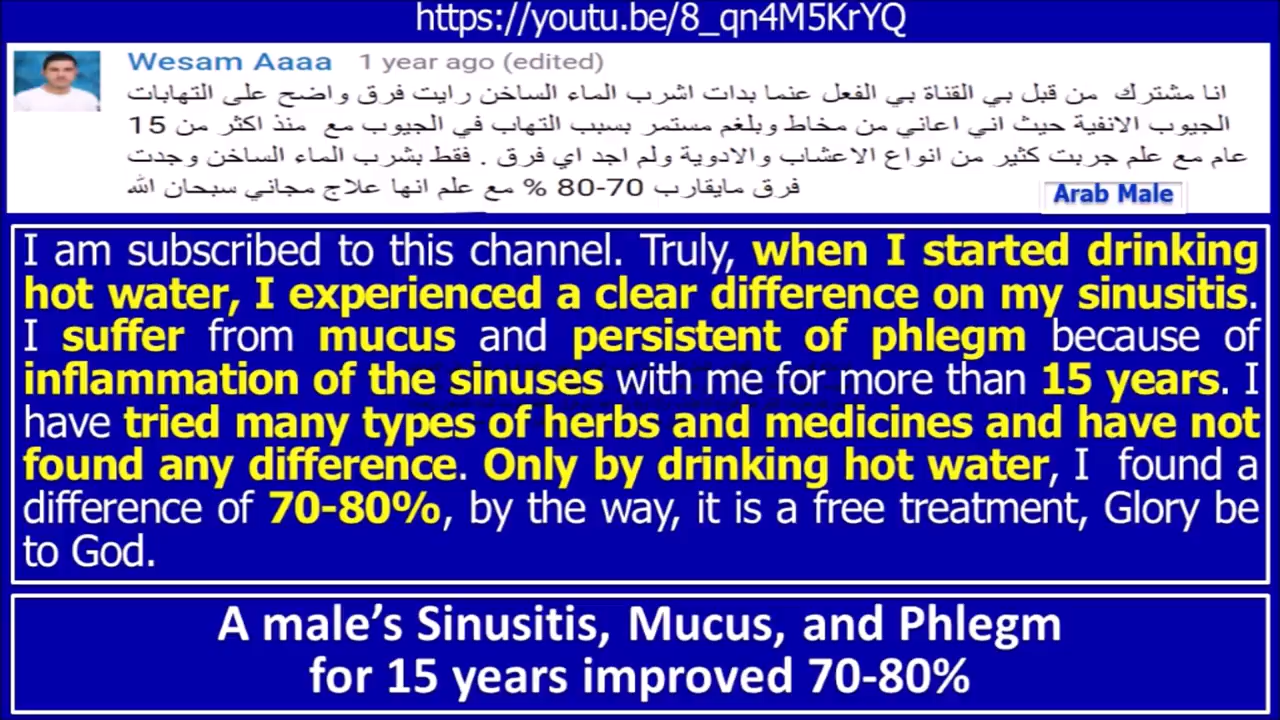 https://youtu.be/8_qn4M5KrYQ
Wesam Aaaa 1 year ago (edited)
انا مشترك من قبل بي القناة بي الفعل عنما بدات اشرب الماء الساخن رايت فرق واضح على التهابات
الجيوب الانفية حيث اني اعاني من مخاط وبلغم مستمر بسبب التهاب في الجيوب مع منذ اكثر من 15
عام مع علم جربت كثير من انواع الاعشاب والادوية ولم اجد اي فرق . فقط بشرب الماء الساخن وجدت
فرق مايقارب 70-80 % مع علم انها علاج مجاني سبحان الله
Arab Male
I am subscribed to this channel. Truly, when I started drinking
hot water, I experienced a clear difference on my sinusitis.
I suffer from mucus and persistent of phlegm because of
inflammation of the sinuses with me for more than 15 years. I
have tried many types of herbs and medicines and have not
found any difference. Only by drinking hot water, I found a
difference of 70-80%, by the way, it is a free treatment, Glory be
to God.
A male’s Sinusitis, Mucus, and Phlegm
for 15 years improved 70-80%